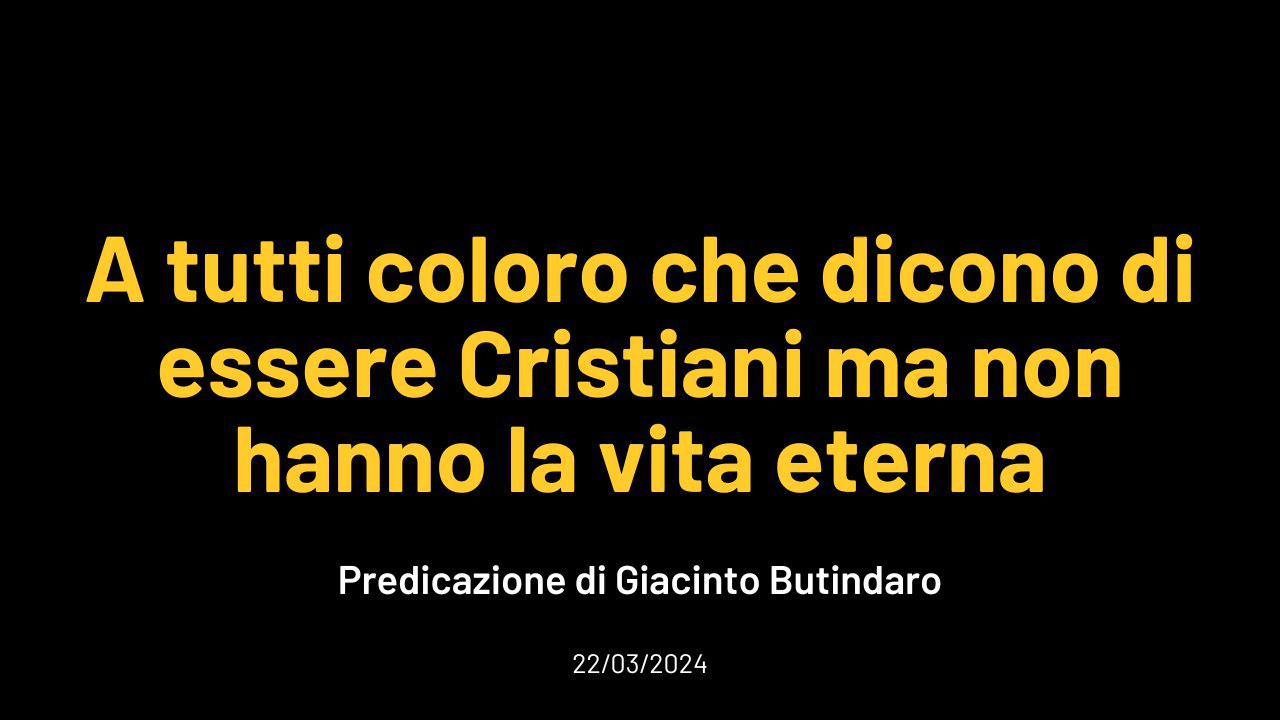 A tutti coloro che dicono di
essere Cristiani ma non
hanno la vita eterna
Predicazione di Giacinto Butindaro
22/03/2024